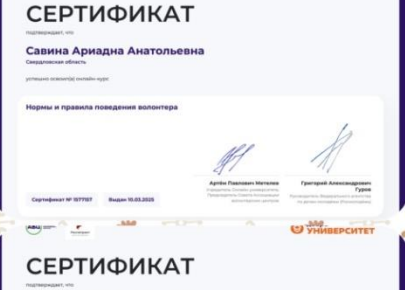 СЕРТИФИКАТ
подтверждает, что
Савина Ариадна Анатольевна
Свердловская область
успешно освоил(а) онлайн-курс
Нормы и правила поведения волонтера
Артём Павлович Метелев
Григорий Александрович
Гуров
Сертификат № 1577157 Выдан 10.03.2025
УНИВЕРСИТЕТ
СЕРТИФИКАТ
подтверждает, что